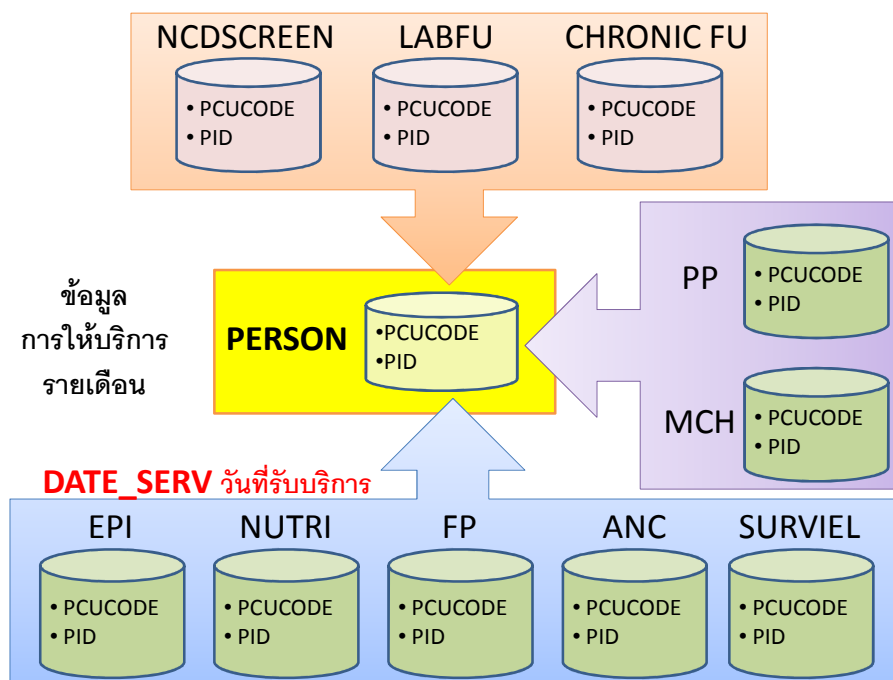 NCDSCREEN LABFU CHRONIC FU
• PCUCODE
• PID
• PCUCODE
• PID
• PCUCODE
• PID
ข้อมูล
การให้บริการ
รายเดือน
PERSON
•PCUCODE
•PID
PP
• PCUCODE
• PID
MCH
• PCUCODE
• PID
DATE_SERV วันที่รับบริการ
EPI NUTRI FP ANC SURVIEL
• PCUCODE
• PID
• PCUCODE
• PID
• PCUCODE
• PID
• PCUCODE
• PID
• PCUCODE
• PID